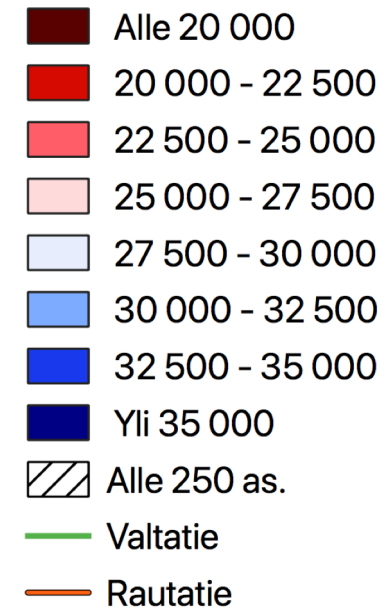 Alle 20 000
20 000 - 22 500
22 500 - 25 000
25 000 - 27 500
27 500 - 30 000
30 000 - 32 500
32 500 - 35 000
Yli 35 000
Alle 250 as.
Valtatie
Rautatie